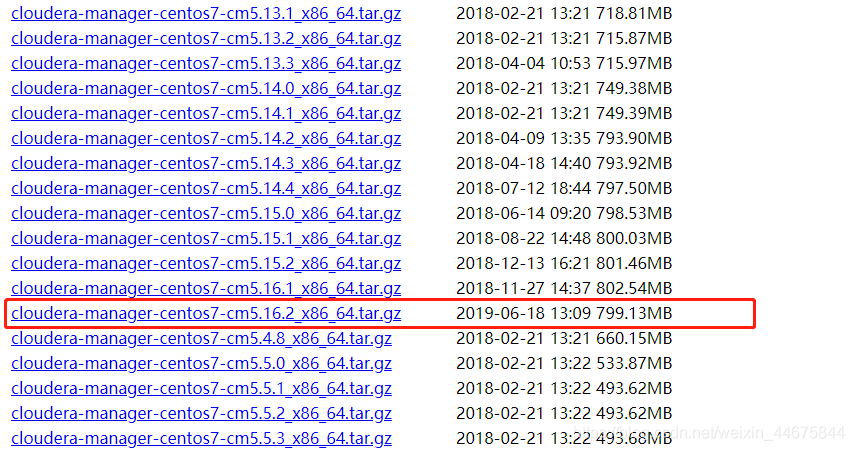 cloudera-manager-centos7-cm5.13.1_x86_64.tar.gz 2018-02-21 13:21 718.81MB
cloudera-manager-centos7-cm5.13.2_x86_64.tar.gz 2018-02-21 13:21 715.87MB
cloudera-manager-centos7-cm5.13.3_x86_64.tar.gz 2018-04-04 10:53 715.97MB
cloudera-manager-centos7-cm5.14.0_x86_64.tar.gz 2018-02-21 13:21 749.38MB
cloudera-manager-centos7-cm5.14.1_x86_64.tar.gz 2018-02-21 13:21 749.39MB
cloudera-manager-centos7-cm5.14.2_x86_64.tar.gz 2018-04-09 13:35 793.90MB
cloudera-manager-centos7-cm5.14.3_x86_64.tar.gz 2018-04-18 14:40 793.92MB
cloudera-manager-centos7-cm5.14.4_x86_64.tar.gz 2018-07-12 18:44 797.50MB
cloudera-manager-centos7-cm5.15.0_x86_64.tar.gz 2018-06-14 09:20 798.53MB
cloudera-manager-centos7-cm5.15.1_x86_64.tar.gz 2018-08-22 14:48 800.03MB
cloudera-manager-centos7-cm5.15.2_x86_64.tar.gz 2018-12-13 16:21 801.46MB
cloudera-manager-centos7-cm5.16.1_x86_64.tar.gz 2018-11-27 14:37 802.54MB
cloudera-manager-centos7-cm5.16.2_x86_64.tar.gz 2019-06-18 13:09 799.13MB
cloudera-manager-centos7-cm5.4.8_x86_64.tar.gz 2018-02-21 13:21 660.15MB
cloudera-manager-centos7-cm5.5.0_x86_64.tar.gz 2018-02-21 13:22 533.87MB
cloudera-manager-centos7-cm5.5.1_x86_64.tar.gz 2018-02-21 13:22 493.62MB
cloudera-manager-centos7-cm5.5.2_x86_64.tar.gz 2018-02-21 13:22 493.62MB
cloudera-manager-centos7-cm5.5.3_x86_64.tar.gz 2018-02-21 13:22 493.68MB
https://blog.csdn.net/weixin_44675844